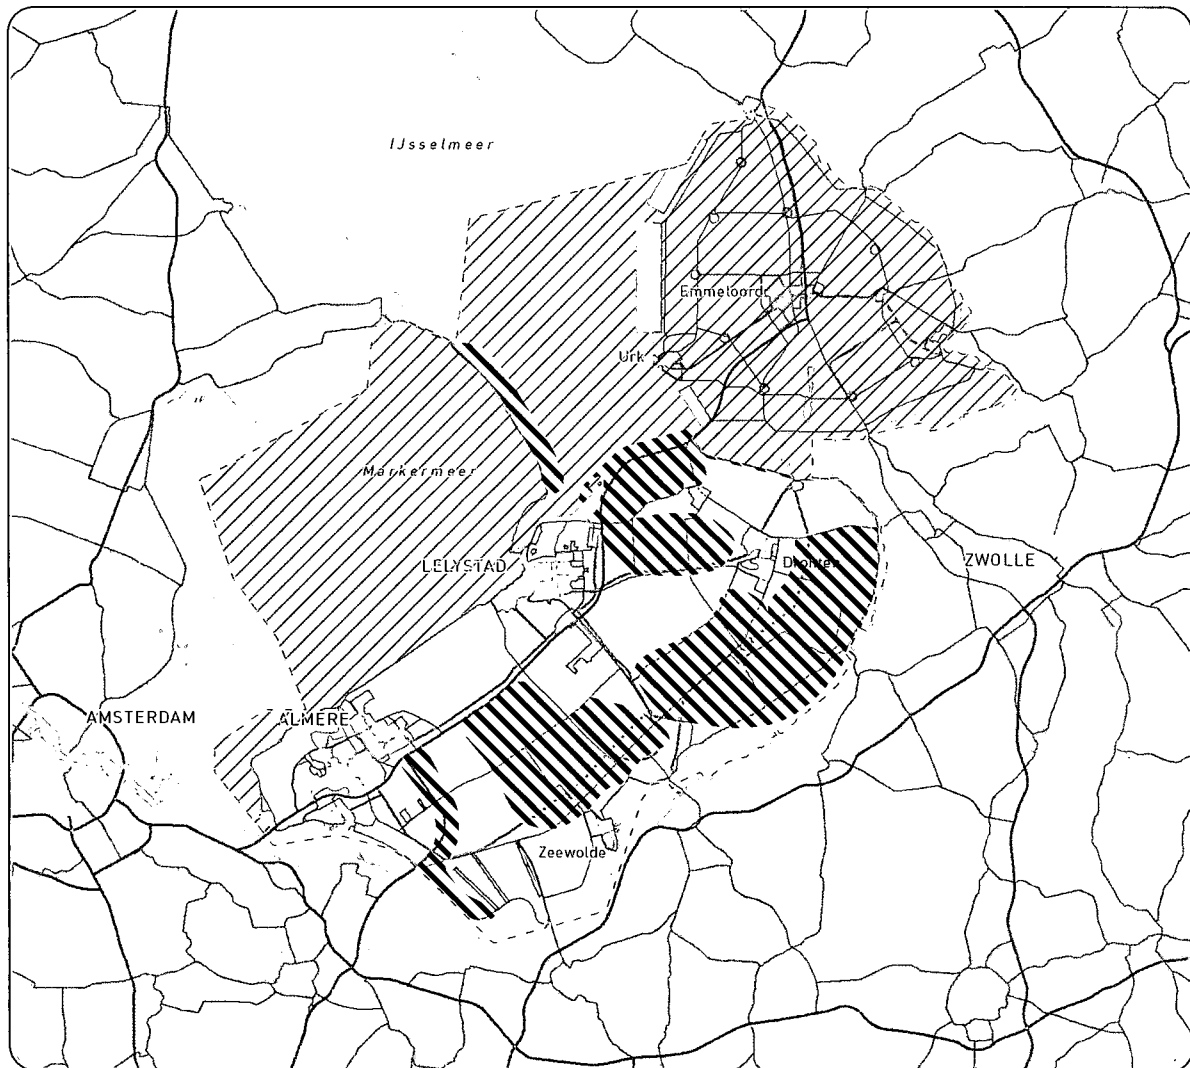 IJsselmeer
Emmeloord
Urk
Markermeer
LELYSTAD
Dronten
ZWOLLE
AMSTERDAM
ALMERE
Zeewolde